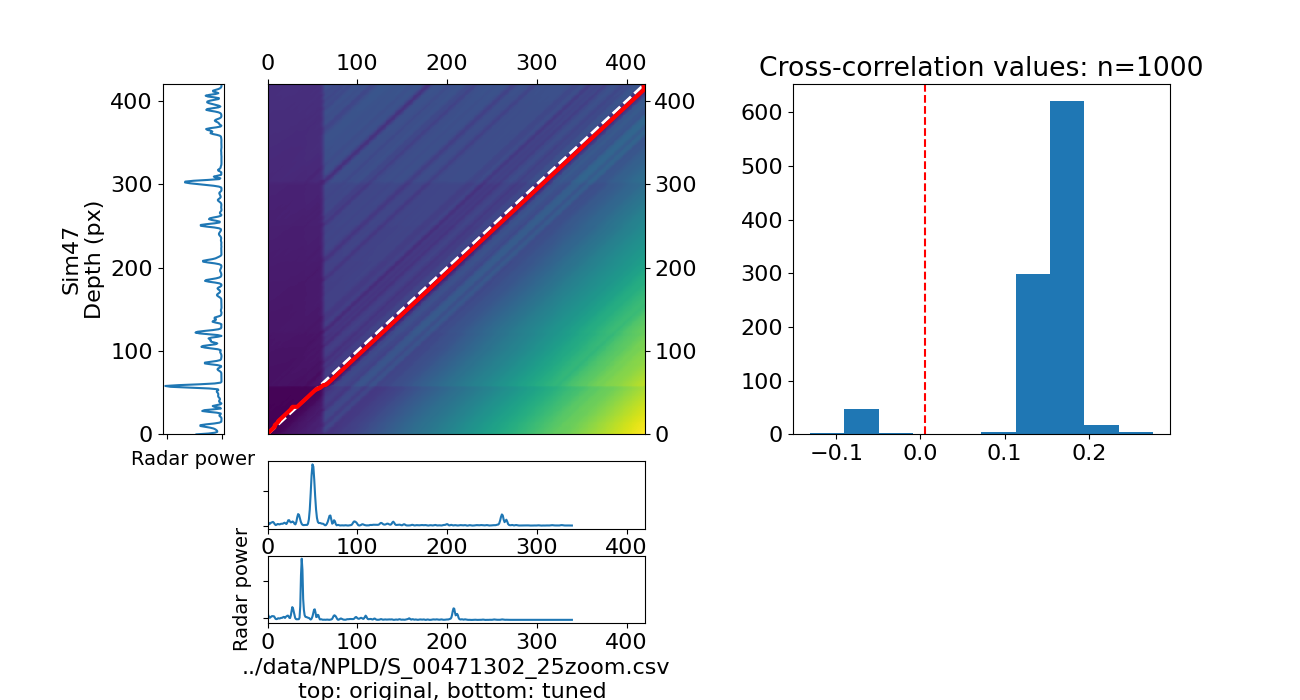 0 100 200 300 400
Cross-correlation values: n=1000
400
300
200
100
0
Sim47
Depth (px)
Radar power
400
300
200
100
0
600
500
400
300
200
100
0
−0.1 0.0 0.1 0.2
0 100 200 300 400
Radar power
0 100 200 300 400
../data/NPLD/S_00471302_25zoom.csv
top: original, bottom: tuned